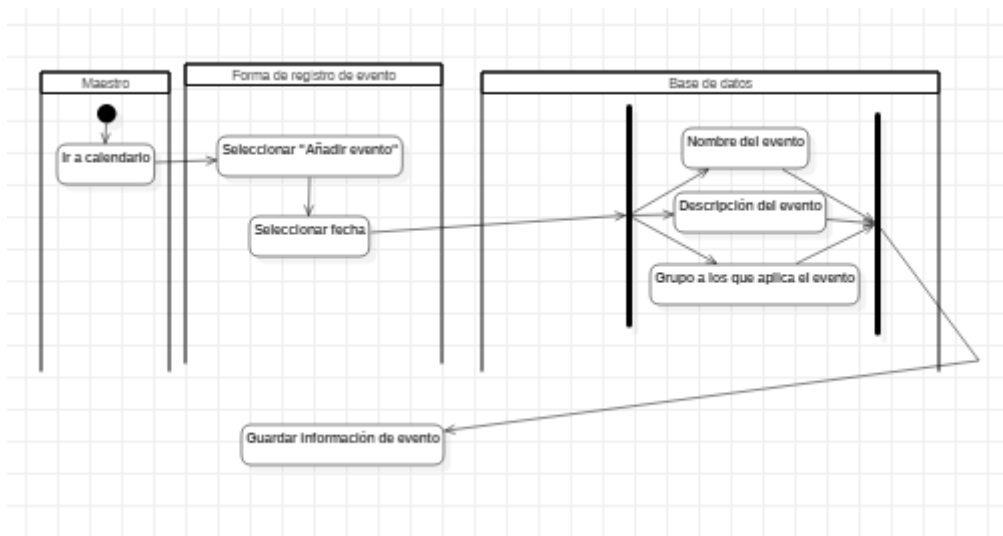 Maestro
Forma de registro de evento
Base de datos
Ir a calendario
Seleccionar "Añadir evento"
Seleccionar fecha
Nombre del evento
Descripción del evento
Grupo a los que aplica el evento
Guardar información de evento